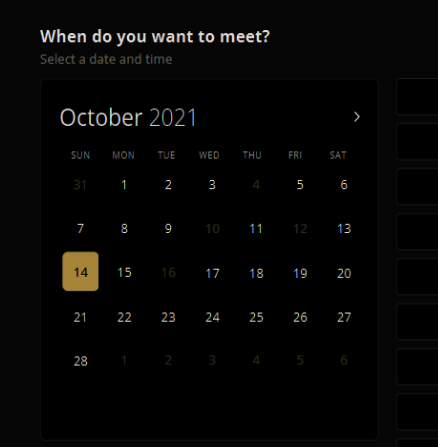 When do you want to meet?
Select a date and time
October 2021
SUN MON TUE WED THU FRI SAT
31 1 2 3 4 5 6
7 8 9 10 11 12 13
14 15 16 17 18 19 20
21 22 23 24 25 26 27
28 1 2 3 4 5 6